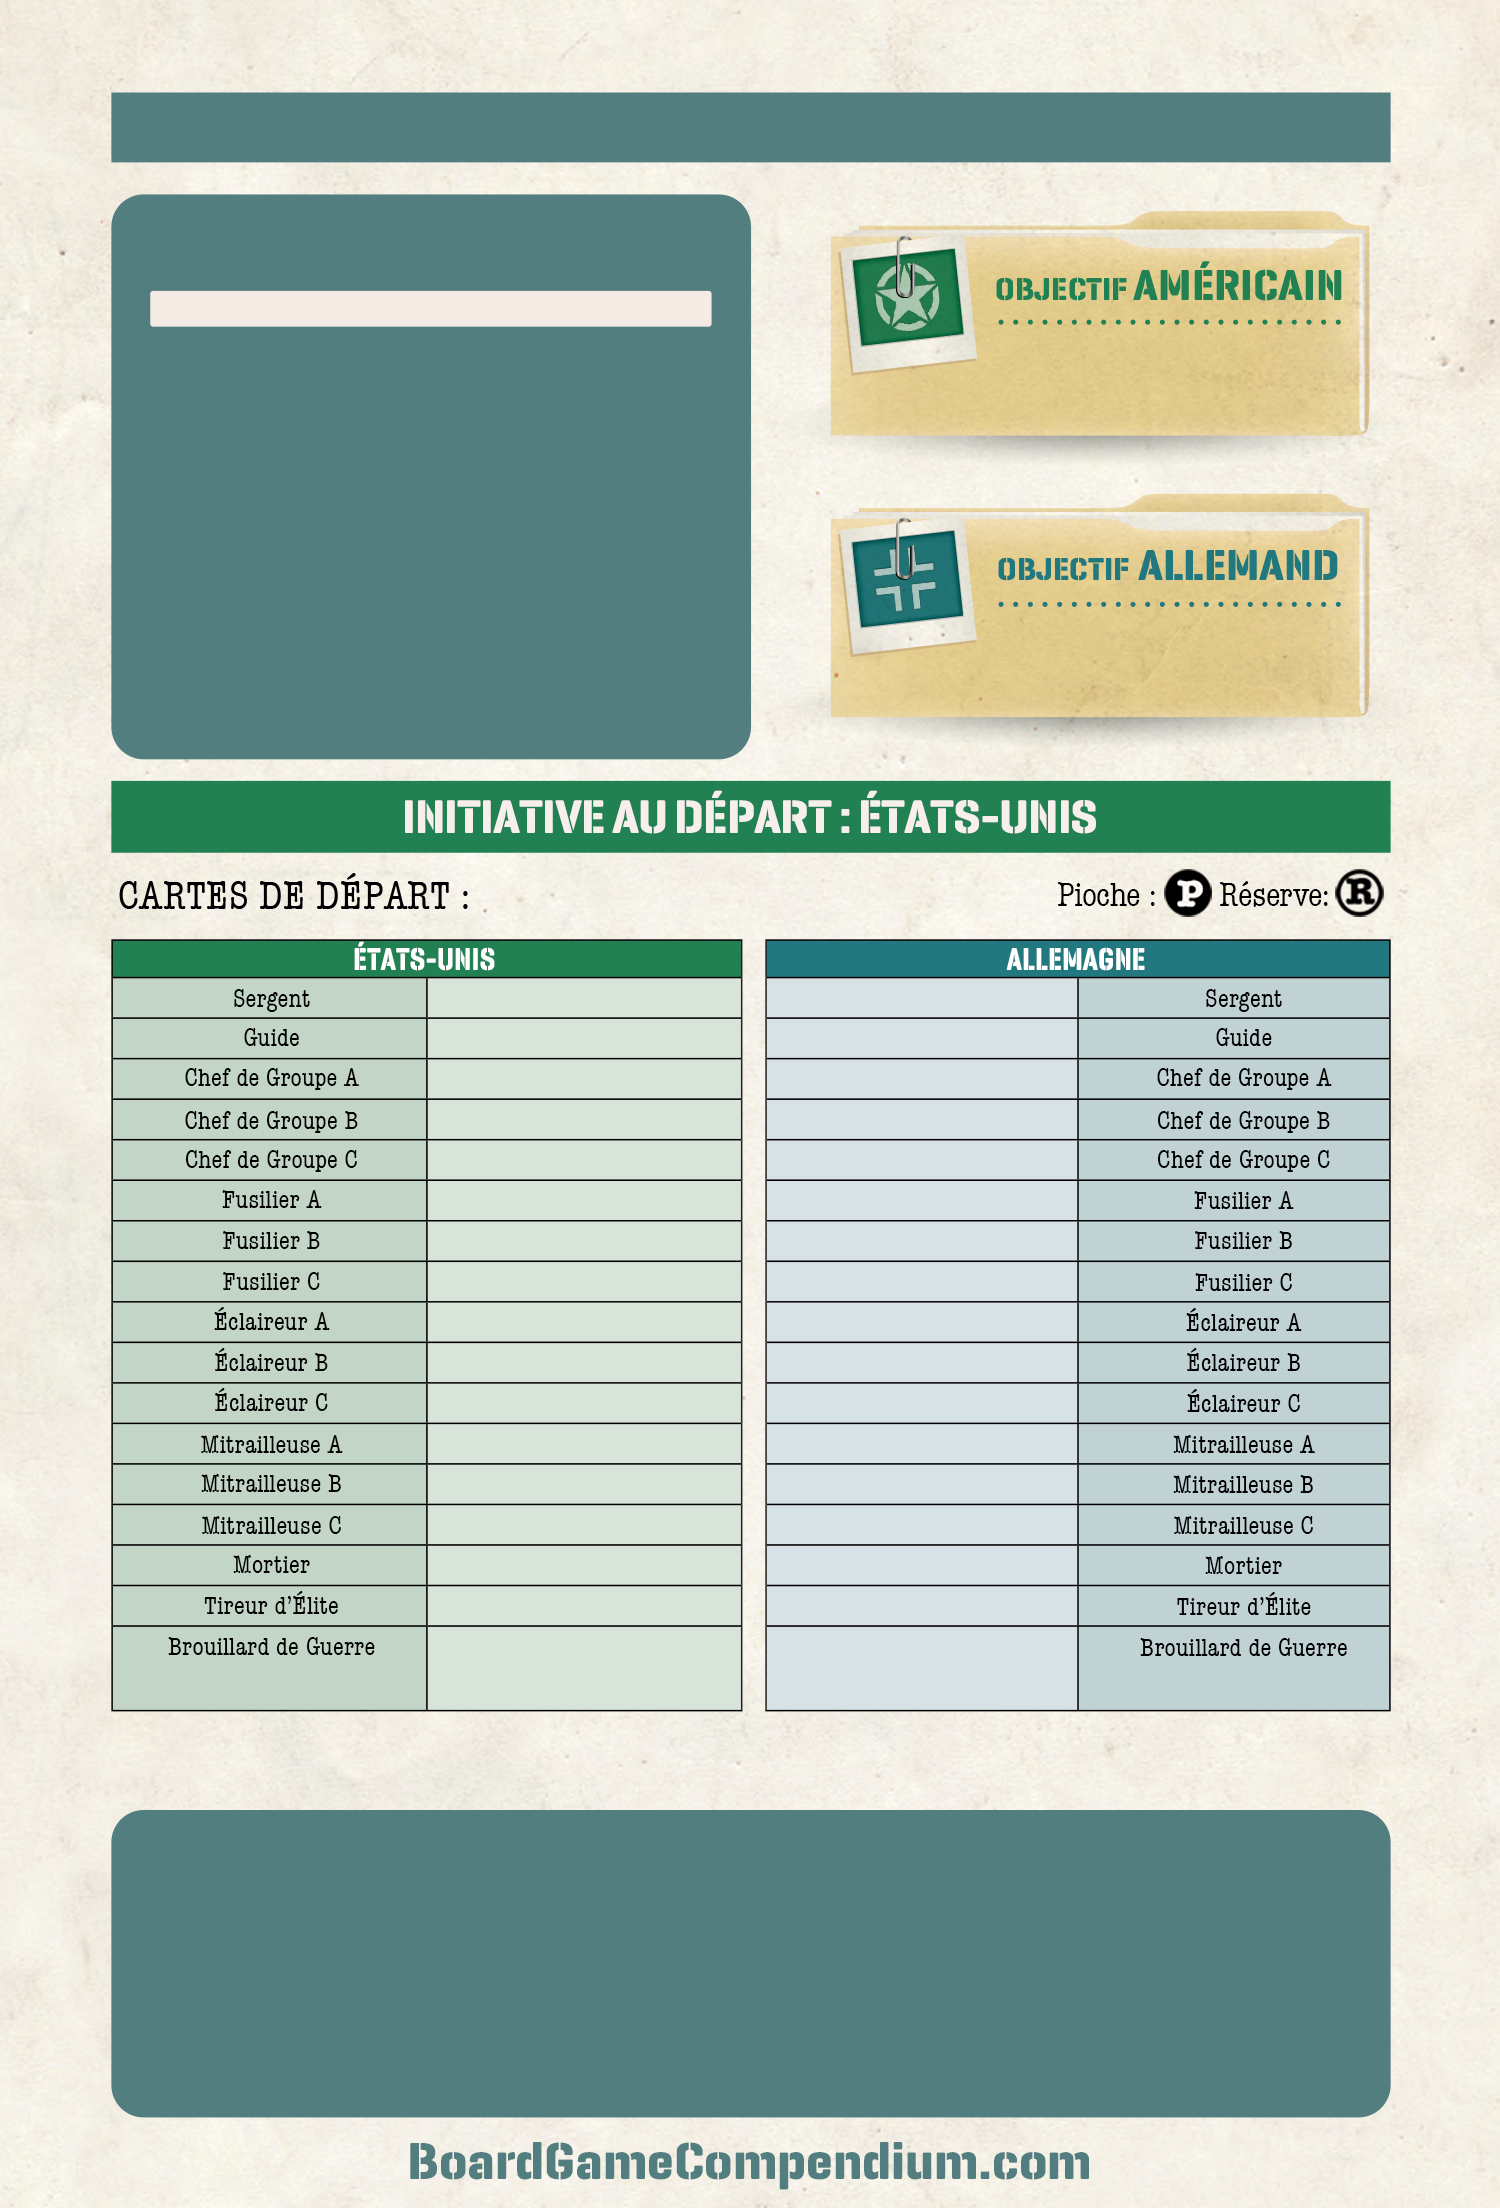 OBJECTIF AMÉRICAIN
OBJECTIF ALLEMAND
INITIATIVE AU DÉPART : ÉTATS-UNIS
CARTES DE DÉPART :
Pioche : P Réserve: R
ÉTATS-UNIS
Sergent
Guide
Chef de Groupe A
Chef de Groupe B
Chef de Groupe C
Fusilier A
Fusilier B
Fusilier C
Éclaireur A
Éclaireur B
Éclaireur C
Mitrailleuse A
Mitrailleuse B
Mitrailleuse C
Mortier
Tireur d'Élite
Brouillard de Guerre
ALLEMAGNE
Sergent
Guide
Chef de Groupe A
Chef de Groupe B
Chef de Groupe C
Fusilier A
Fusilier B
Fusilier C
Éclaireur A
Éclaireur B
Éclaireur C
Mitrailleuse A
Mitrailleuse B
Mitrailleuse C
Mortier
Tireur d'Élite
Brouillard de Guerre
BoardGameCompendium.com